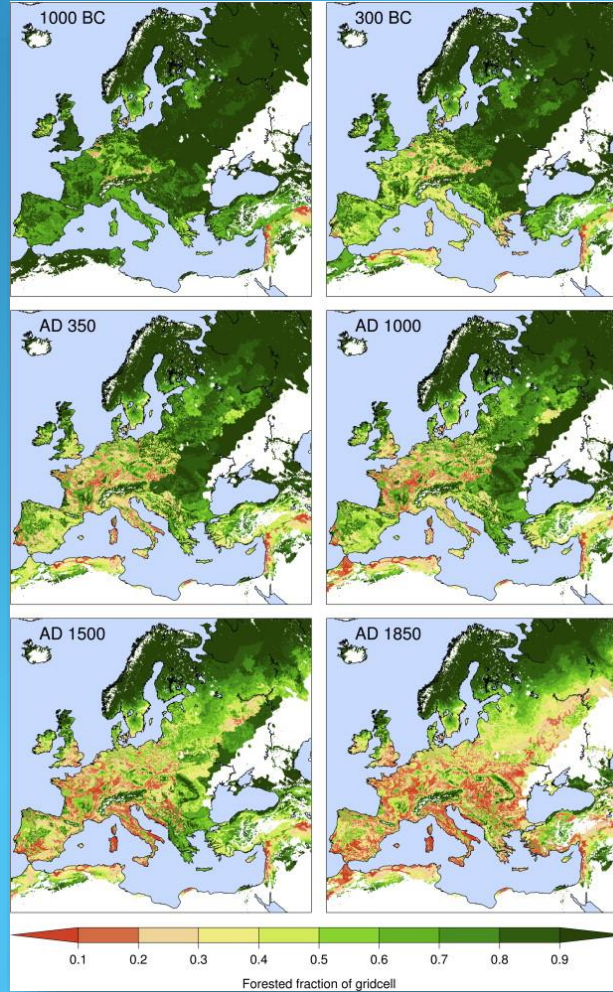 1000 BC
300 BC
AD 350
AD 1000
AD 1500
AD 1850
0.1 0.2 0.3 0.4 0.5 0.6 0.7 0.8 0.9
Forested fraction of gridcell